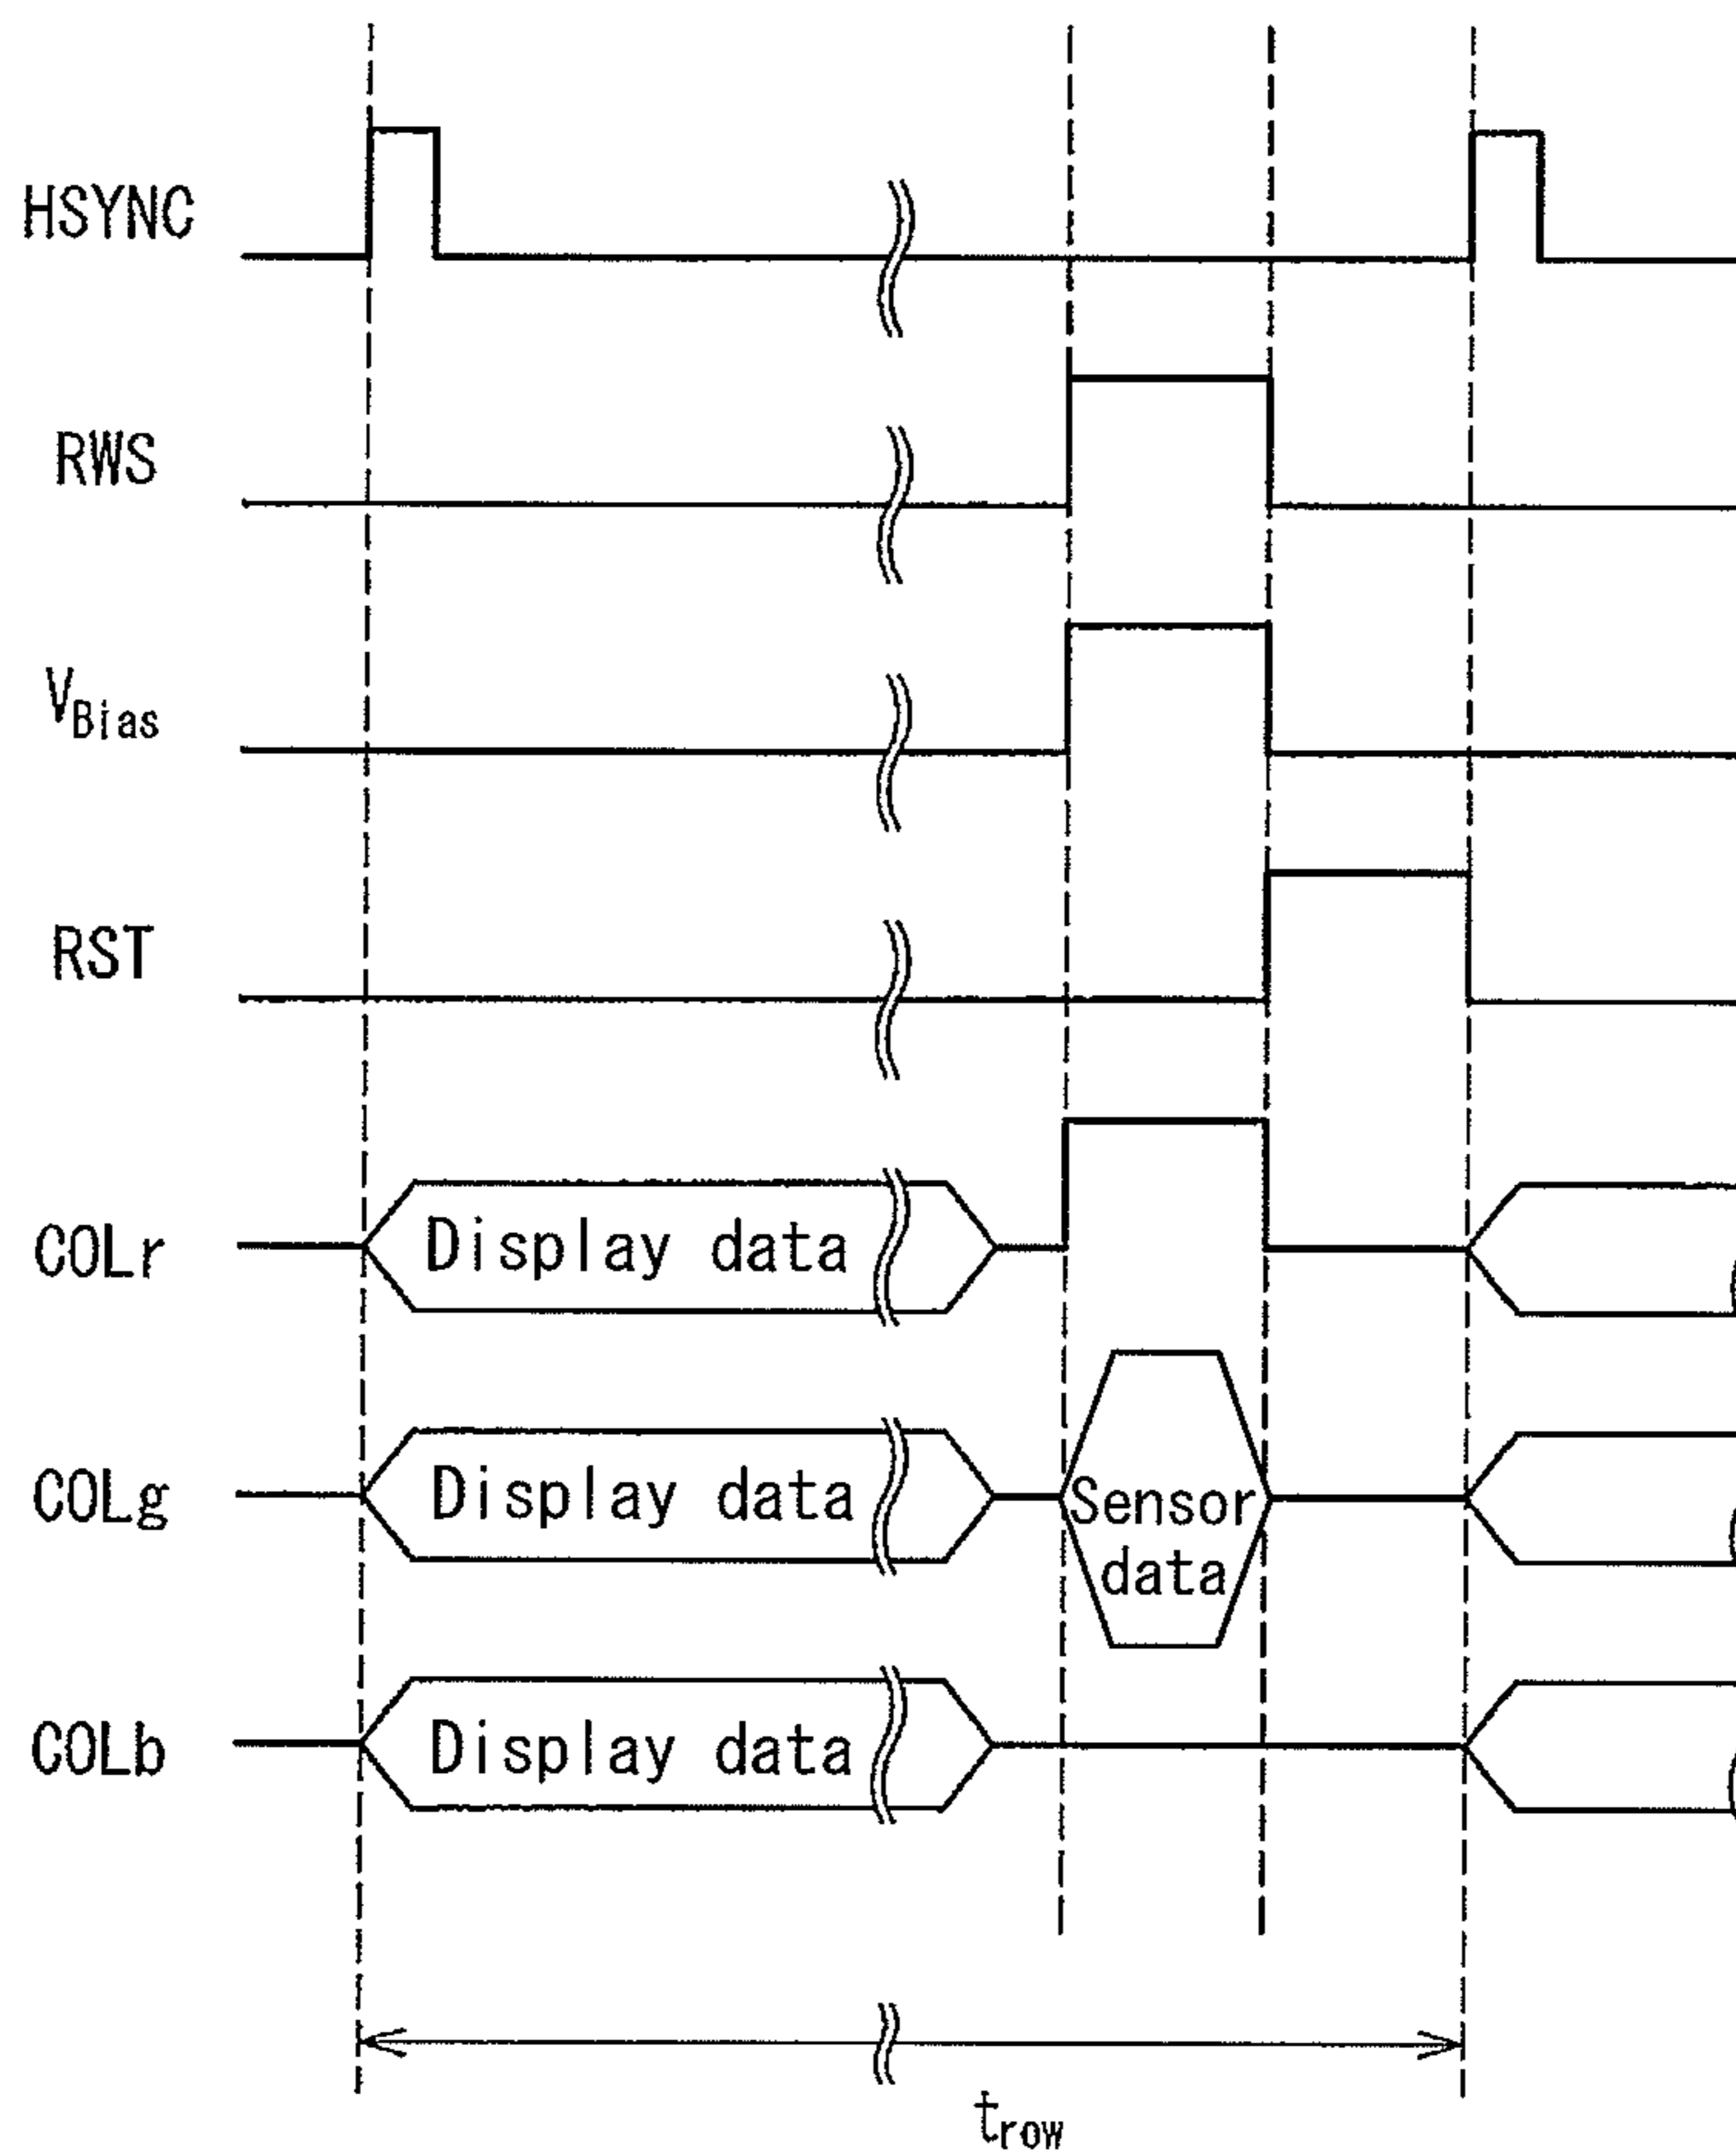 HSYNC
RWS
VBias
RST
COLr Display data
COLg Display data Sensor data
COLb Display data
trow